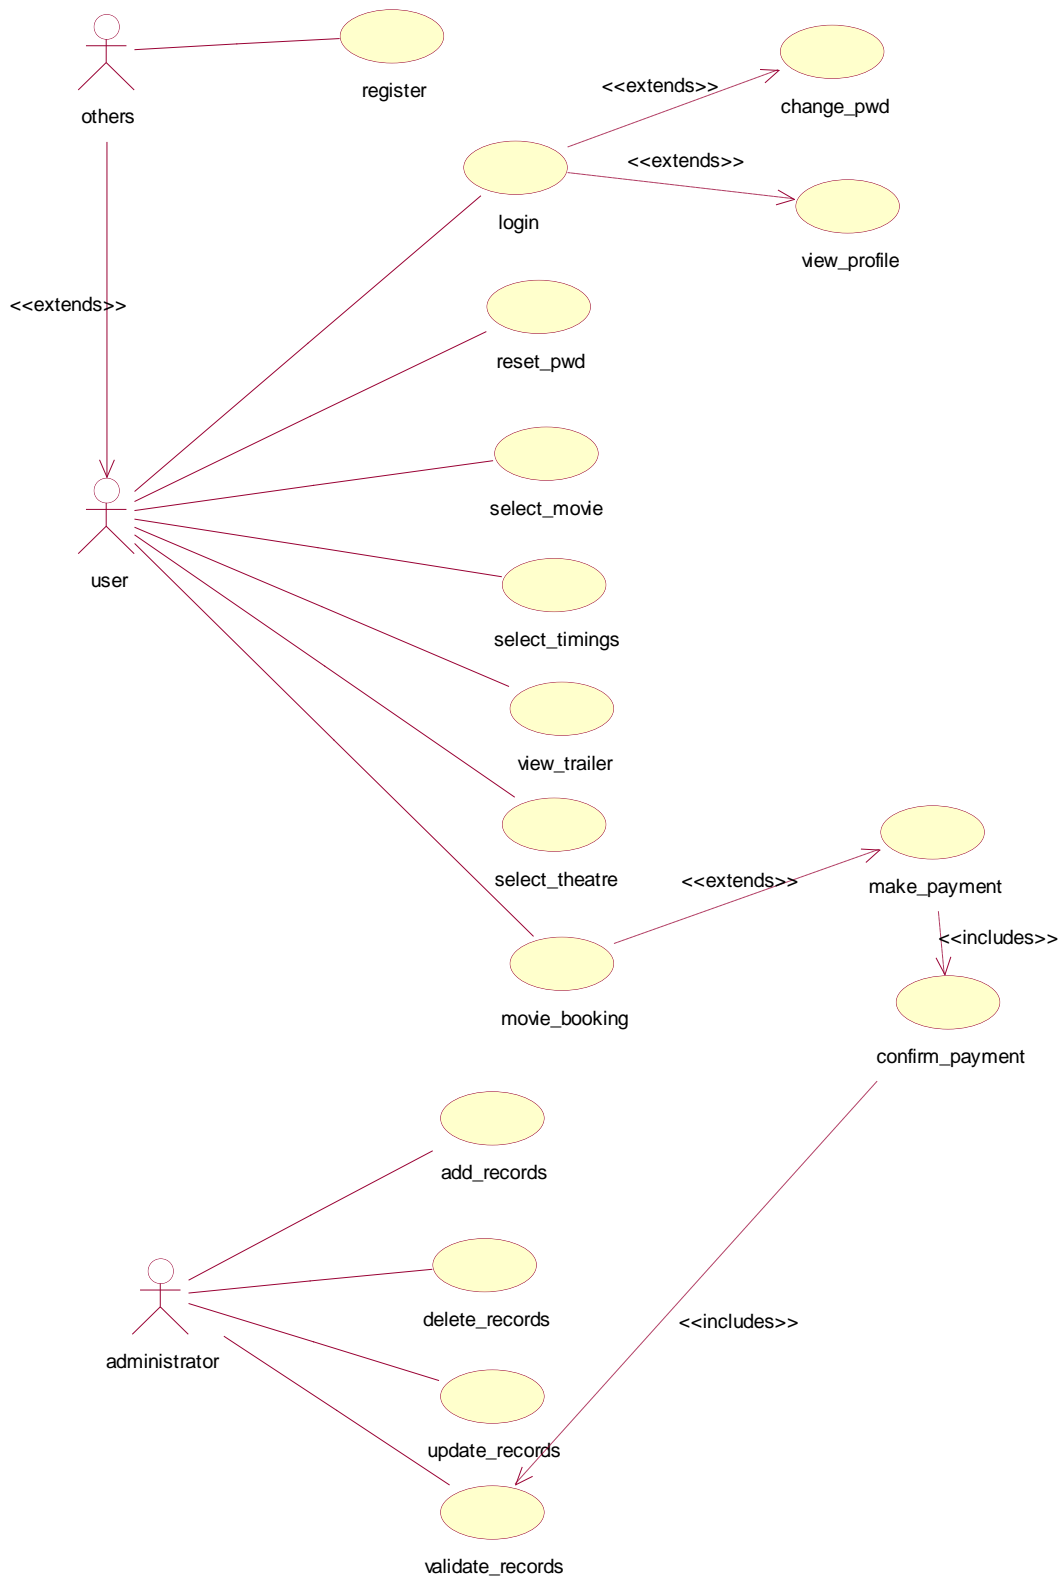 register
others
<<extends>>
change_pwd
<<extends>>
login
view_profile
<<extends>>
reset_pwd
select_movie
user
select_timings
view_trailer
select_theatre
<<extends>>
make_payment
<<includes>>
movie_booking
confirm_payment
add_records
delete_records
<<includes>>
administrator
update_records
validate_records